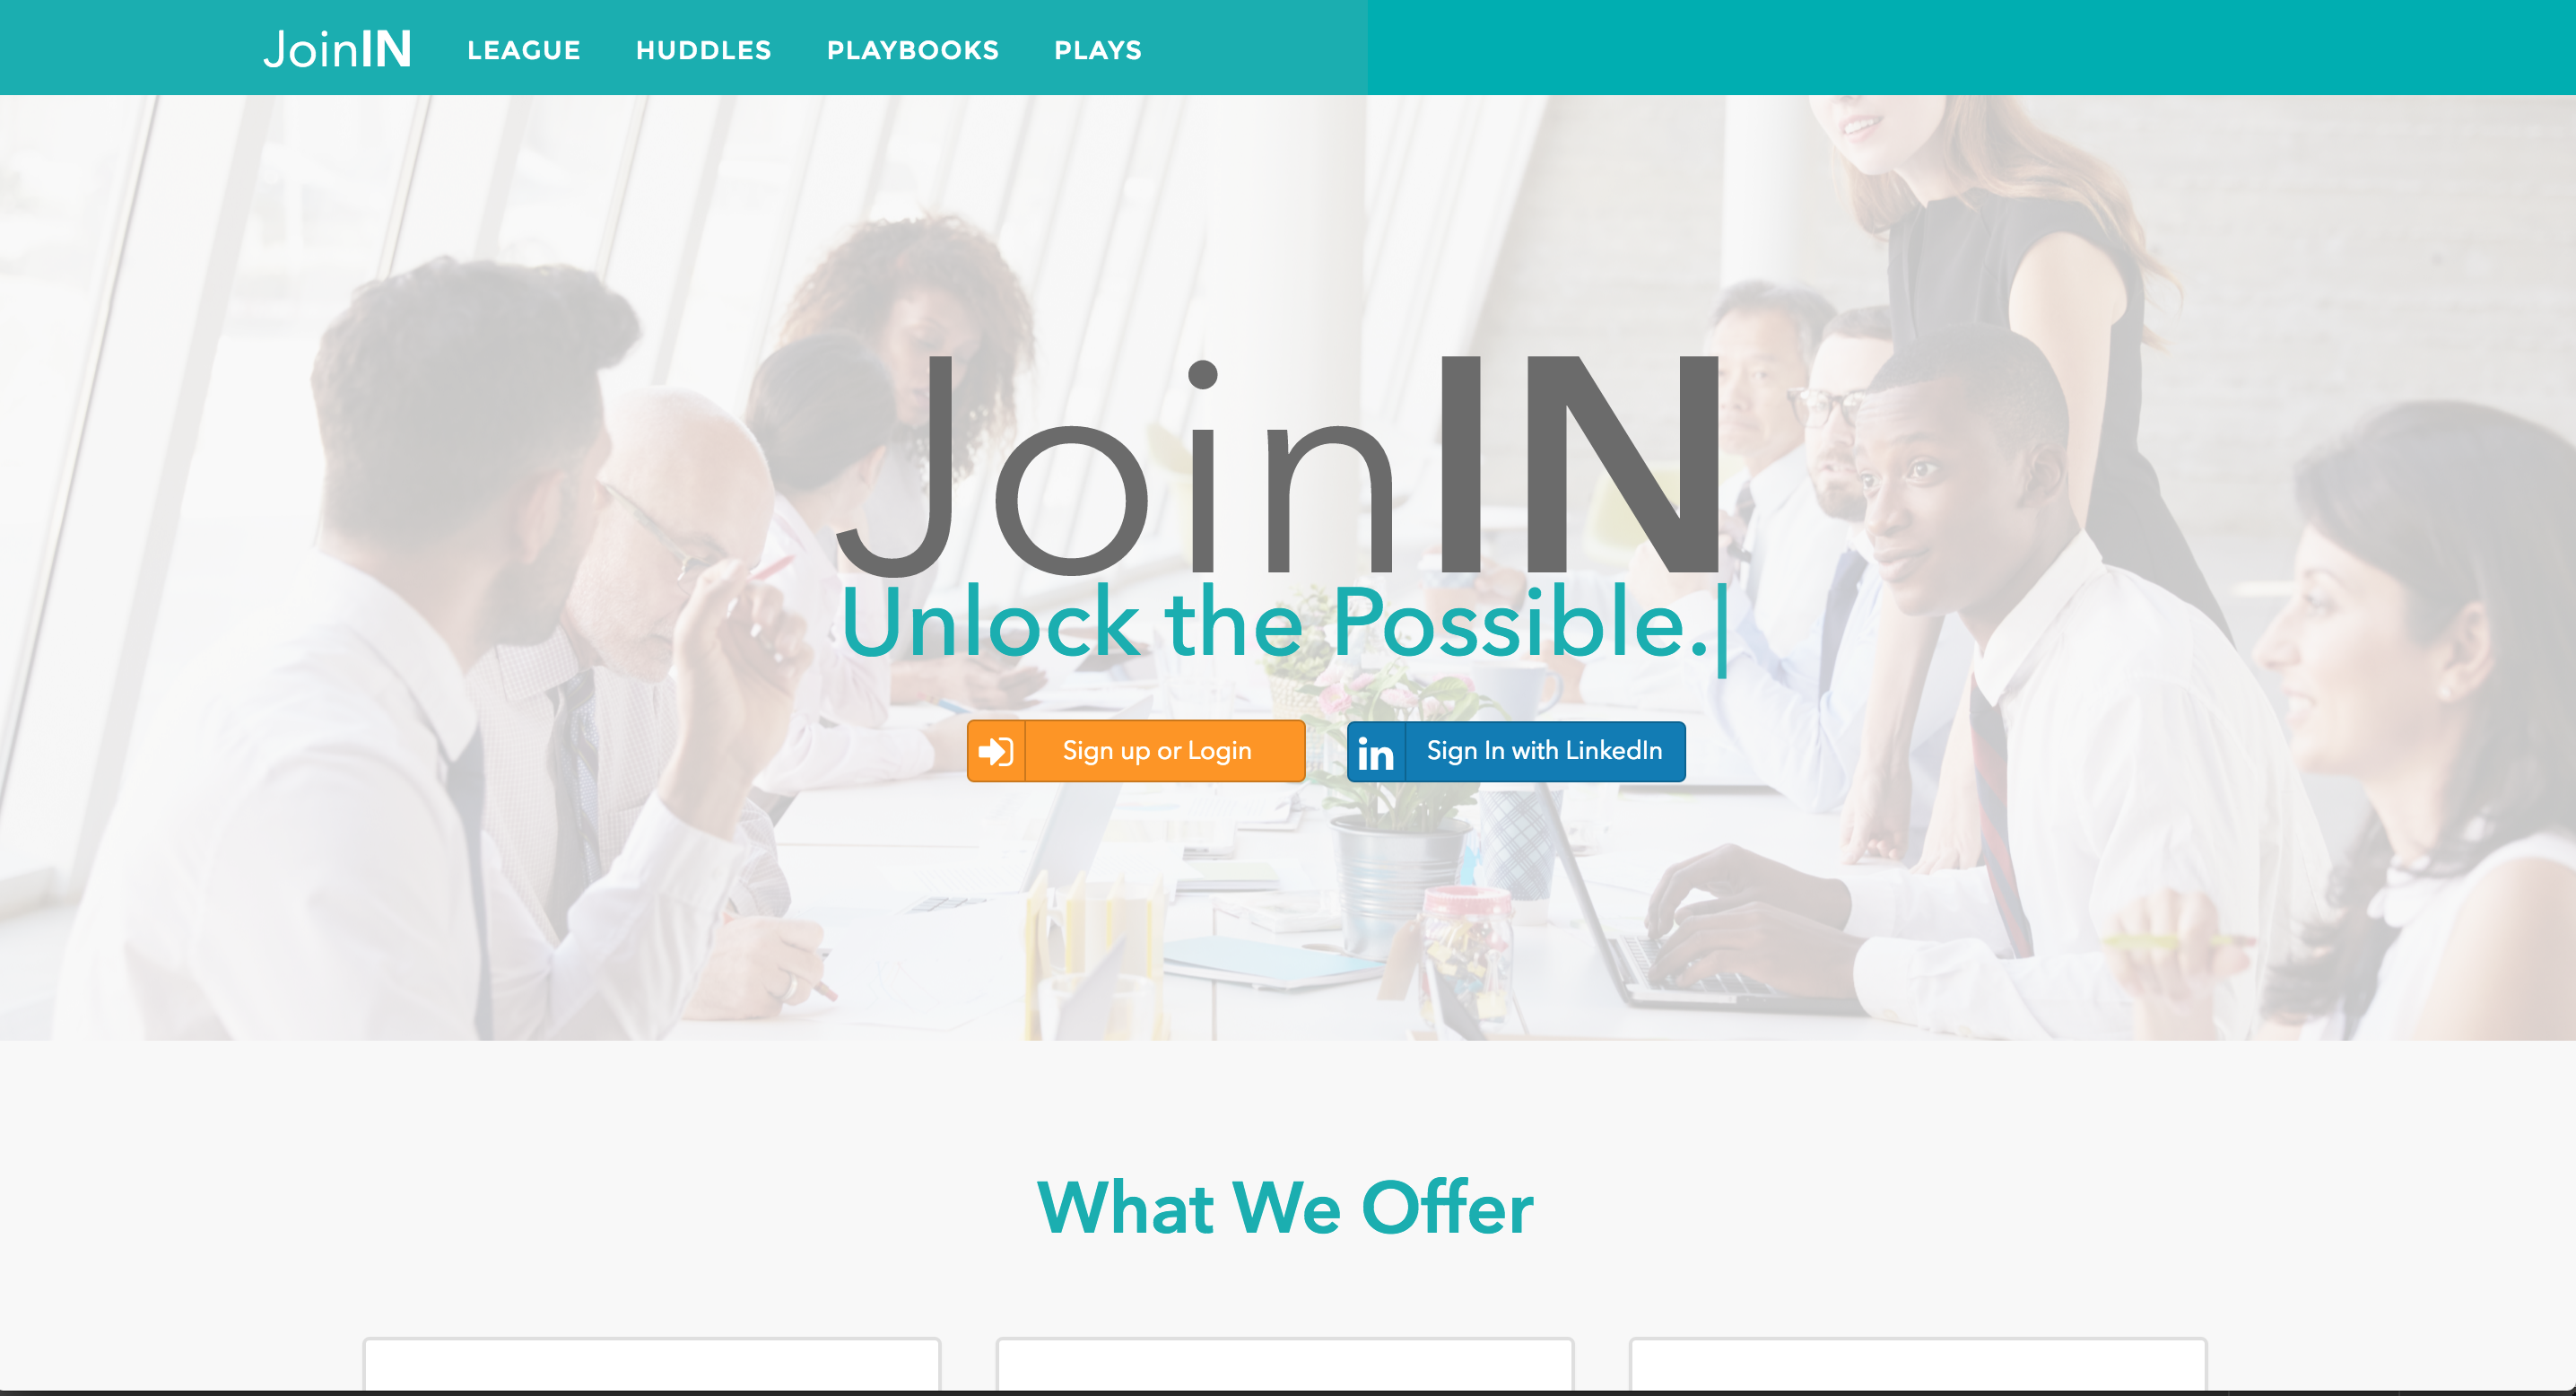 JoinIN LEAGUE HUDDLES PLAYBOOKS PLAYS
JoinIN
Unlock the Possible.|
Sign up or Login
in Sign In with LinkedIn
What We Offer